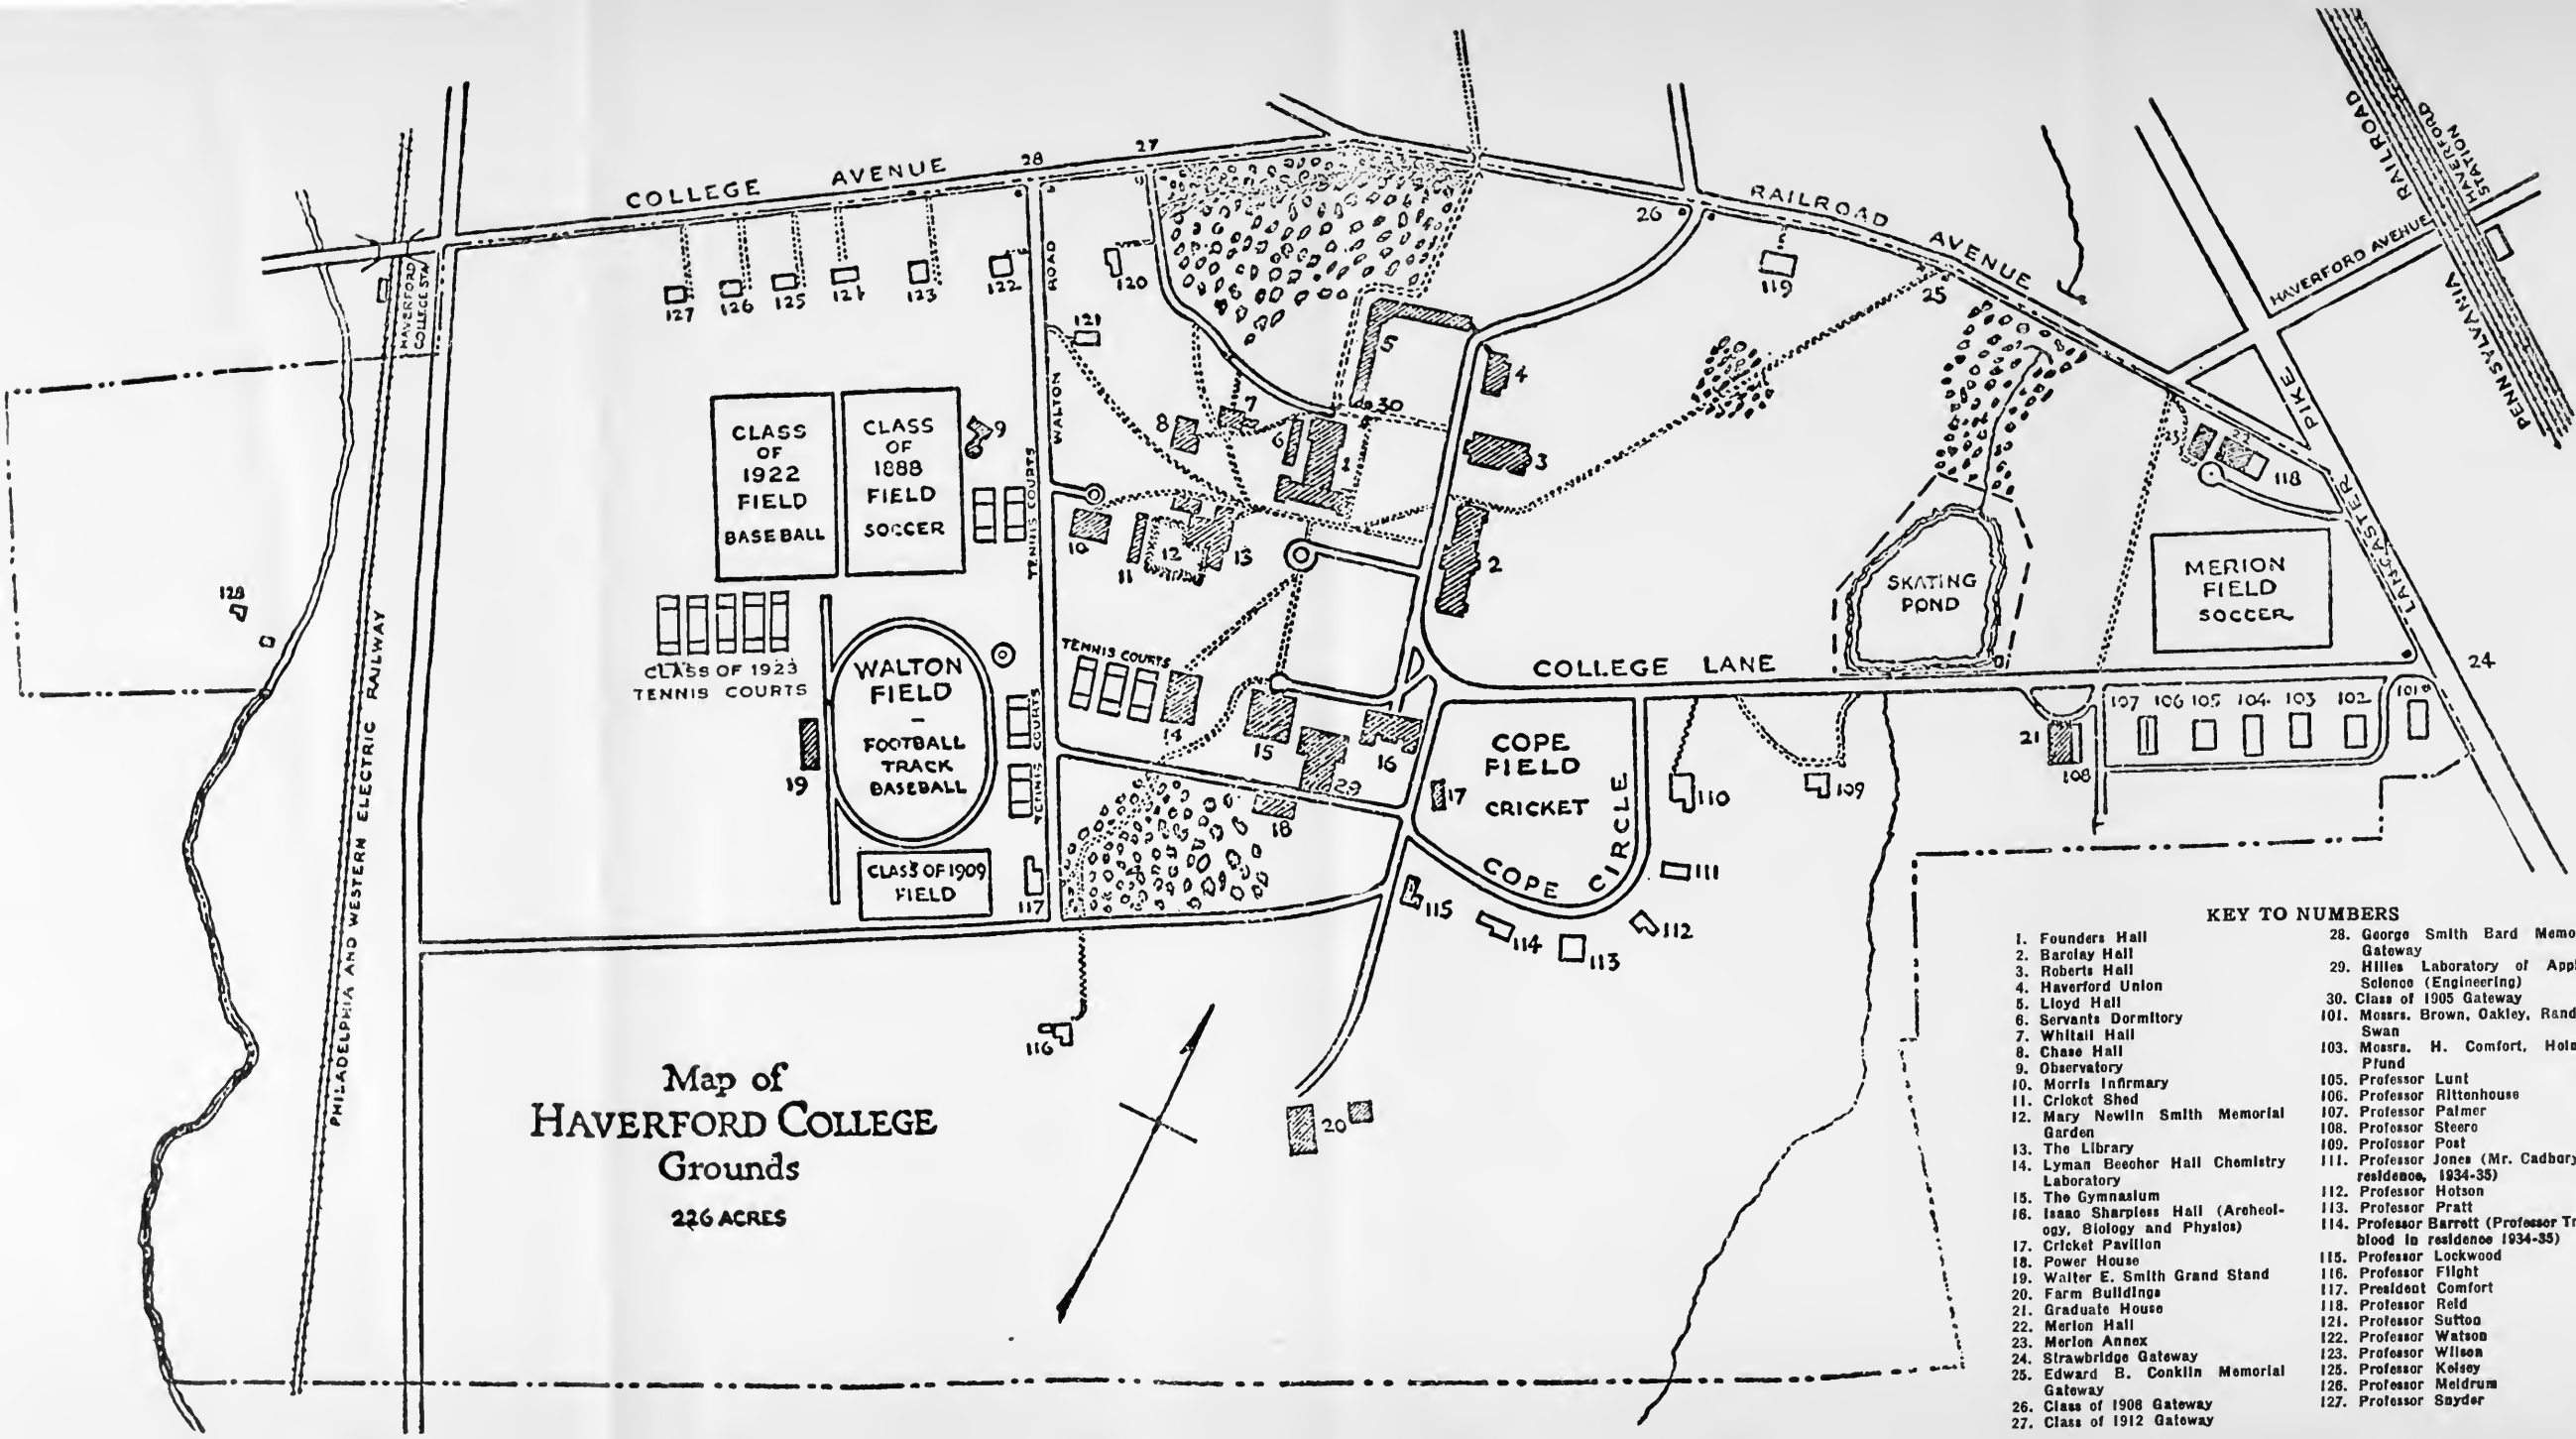 COLLEGE AVENUE
28
27
26
RAILROAD AVENUE
25
HAVERFORD AVENUE
HAVERFORD
STATION
PENNSYLVANIA RAILROAD
LANCASTER PIKE
HAVERFORD
COLLEGE STA.
127
126
125
124
123
122
WALTON ROAD
120
121
119
5
4
3
30
7
8
6
1
9
CLASS
OF
1922
FIELD
BASEBALL
CLASS
OF
1888
FIELD
SOCCER
TENNIS COURTS
10
11
12
13
2
23
22
118
SKATING
POND
MERION
FIELD
SOCCER
128
PHILADELPHIA AND WESTERN ELECTRIC RAILWAY
CLASS OF 1923
TENNIS COURTS
WALTON
FIELD
-
FOOTBALL
TRACK
BASEBALL
19
TENNIS COURTS
TENNIS COURTS
14
15
16
29
18
17
COLLEGE LANE
24
COPE
FIELD
CRICKET
COPE CIRCLE
110
109
21
108
107 106 105 104 103 102 101
CLASS OF 1909
FIELD
117
115
114
113
112
111
116
20
Map of
HAVERFORD COLLEGE
Grounds
226 ACRES
KEY TO NUMBERS
1. Founders Hall
2. Barclay Hall
3. Roberts Hall
4. Haverford Union
5. Lloyd Hall
6. Servants Dormitory
7. Whitall Hall
8. Chase Hall
9. Observatory
10. Morris Infirmary
11. Cricket Shed
12. Mary Newlin Smith Memorial
Garden
13. The Library
14. Lyman Beecher Hall Chemistry
Laboratory
15. The Gymnasium
16. Isaac Sharpless Hall (Archeol-
ogy, Biology and Physics)
17. Cricket Pavilion
18. Power House
19. Walter E. Smith Grand Stand
20. Farm Buildings
21. Graduate House
22. Merion Hall
23. Merion Annex
24. Strawbridge Gateway
25. Edward B. Conklin Memorial
Gateway
26. Class of 1906 Gateway
27. Class of 1912 Gateway
28. George Smith Bard Memo
Gateway
29. Hilles Laboratory of App
Science (Engineering)
30. Class of 1905 Gateway
101. Messrs. Brown, Oakley, Rand
Swan
103. Messrs. H. Comfort, Hol
Pfund
105. Professor Lunt
106. Professor Rittenhouse
107. Professor Palmer
108. Professor Steere
109. Professor Post
111. Professor Jones (Mr. Cadbury
residence, 1934-35)
112. Professor Hotson
113. Professor Pratt
114. Professor Barrett (Professor Tr
blood in residence 1934-35)
115. Professor Lockwood
116. Professor Flight
117. President Comfort
118. Professor Reid
121. Professor Sutton
122. Professor Watson
123. Professor Wilson
125. Professor Kelsey
126. Professor Meldrum
127. Professor Snyder